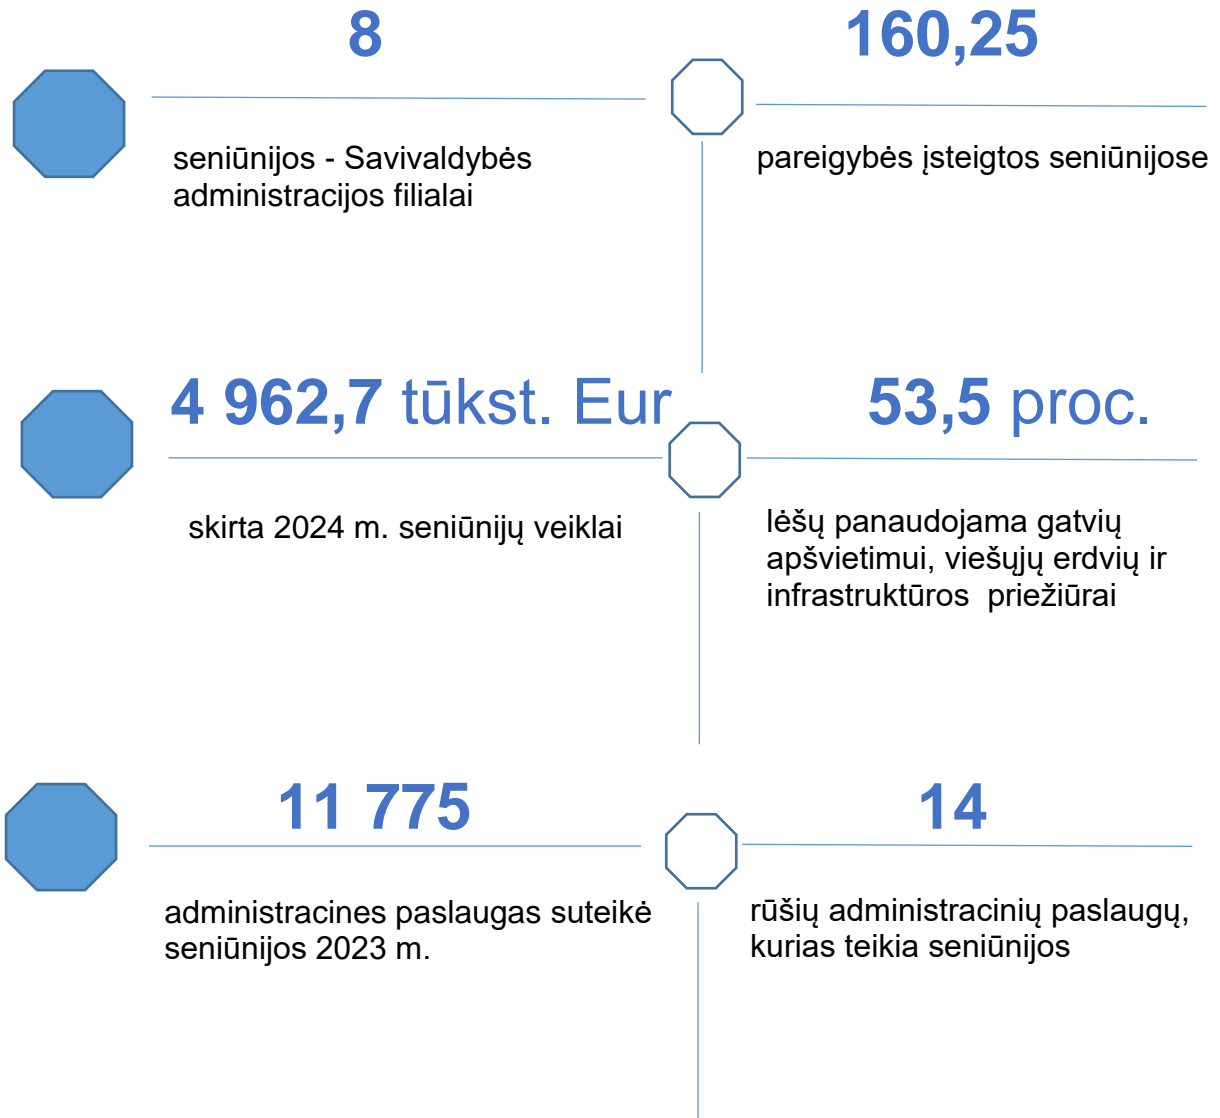 8
seniūnijos - Savivaldybės
administracijos filialai
160,25
pareigybės įsteigtos seniūnijose
4 962,7 tūkst. Eur
skirta 2024 m. seniūnijų veiklai
53,5 proc.
lėšų panaudojama gatvių
apšvietimui, viešųjų erdvių ir
infrastruktūros  priežiūrai
11 775
administracines paslaugas suteikė
seniūnijos 2023 m.
14
rūšių administracinių paslaugų,
kurias teikia seniūnijos